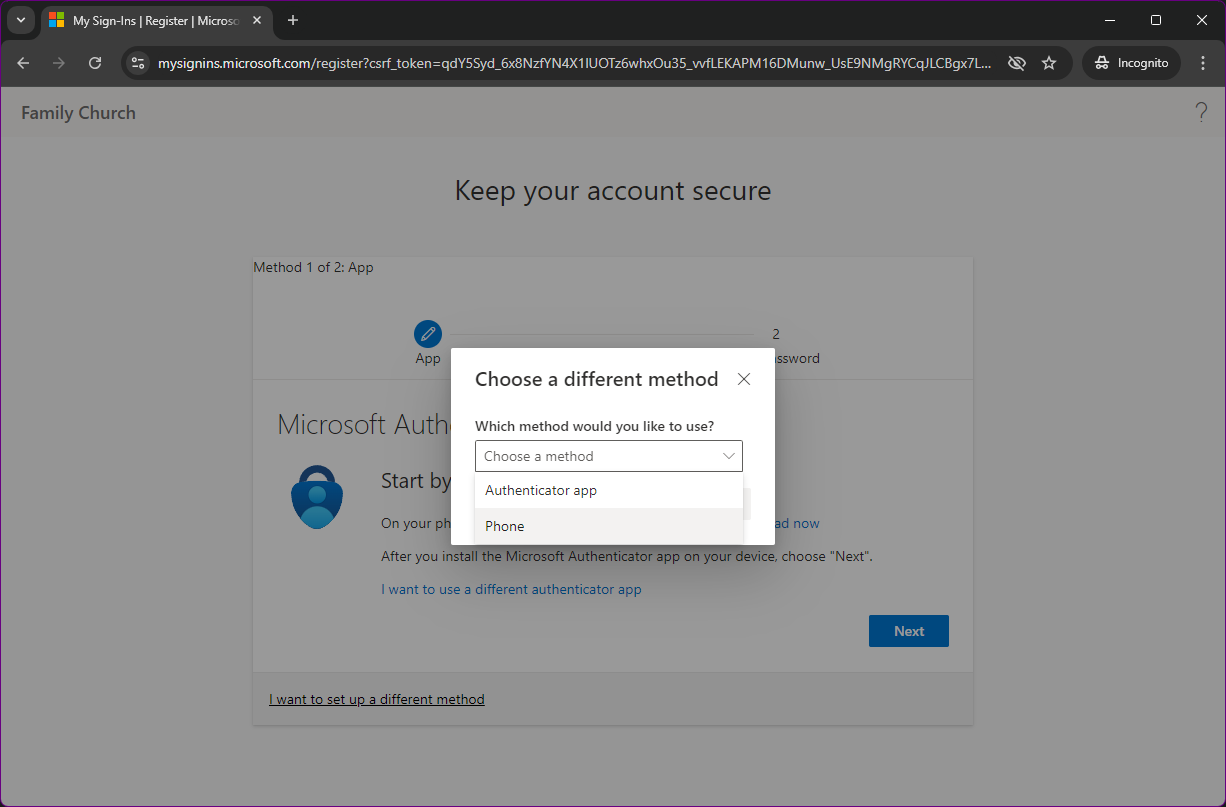 My Sign-Ins | Register | Microso
mysignins.microsoft.com/register?csrf_token=qdY5Syd_6x8NzfYN4X1IUOTz6whxOu35_vvfLEKAPM16DMunw_UsE9NMgRYCqJLCBgx7L...
Incognito
Family Church
?
Keep your account secure
Method 1 of 2: App
2
App
ssword
Choose a different method
Which method would you like to use?
Choose a method
Authenticator app
Phone
Microsoft Auth
Start by
On your ph
ad now
After you install the Microsoft Authenticator app on your device, choose "Next".
I want to use a different authenticator app
Next
I want to set up a different method